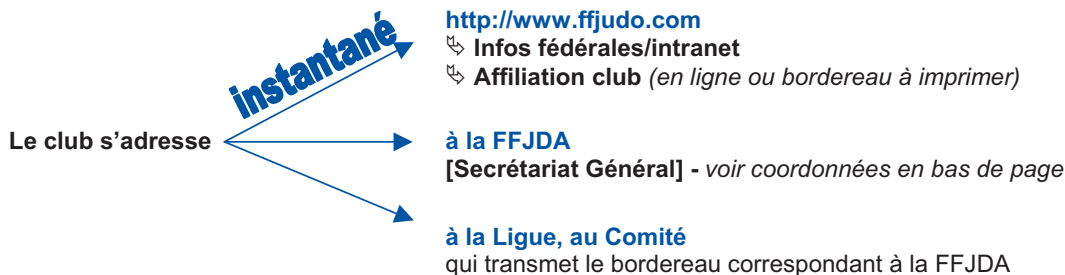 instantané
http://www.ffjudo.com
Infos fédérales/intranet
Affiliation club (en ligne ou bordereau à imprimer)
Le club s’adresse
à la FFJDA
[Secrétariat Général] - voir coordonnées en bas de page
à la Ligue, au Comité
qui transmet le bordereau correspondant à la FFJDA